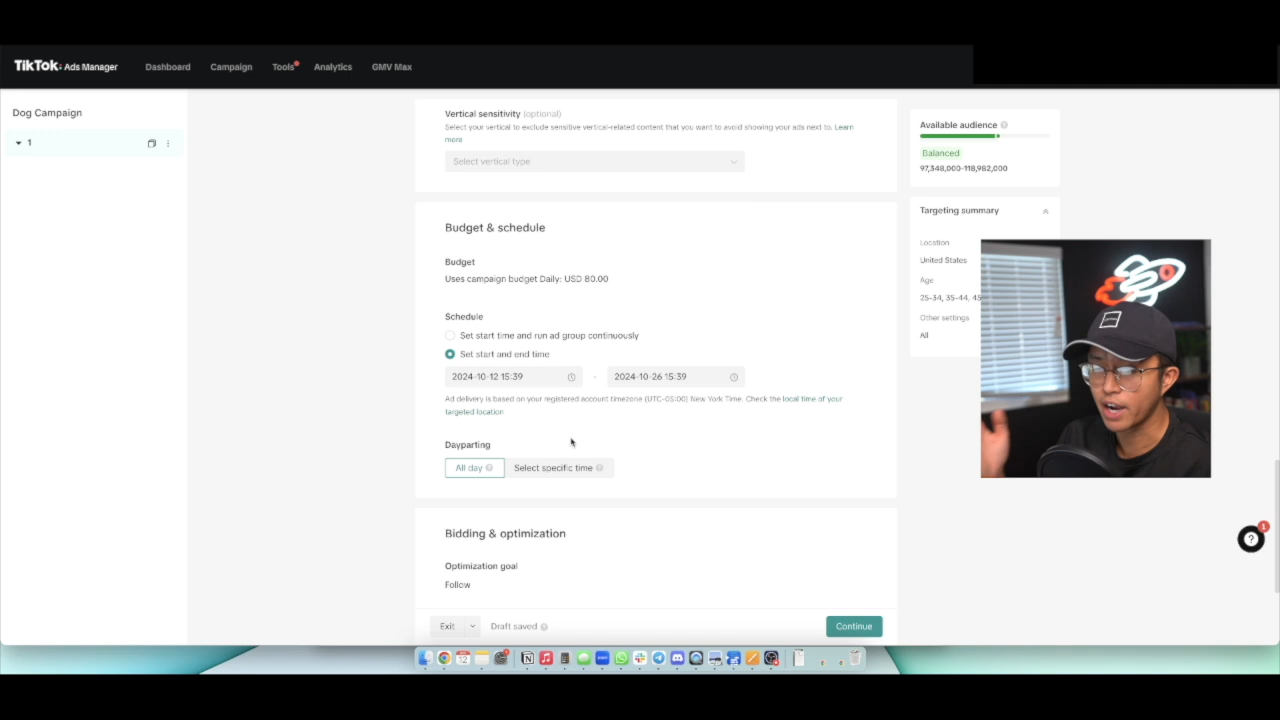 TikTok: Ads Manager
Dashboard
Campaign
Tools
Analytics
GMV Max
Dog Campaign
1
Vertical sensitivity (optional)
Select your vertical to exclude sensitive vertical-related content that you want to avoid showing your ads next to. Learn
more
Select vertical type
Budget & schedule
Budget
Uses campaign budget Daily: USD 80.00
Schedule
Set start time and run ad group continuously
Set start and end time
2024-10-12 15:39 - 2024-10-26 15:39
Ad delivery is based on your registered account timezone (UTC-05:00) New York Time. Check the local time of your
targeted location
Dayparting
All day
Select specific time
Bidding & optimization
Optimization goal
Follow
Exit
Draft saved
Continue
Available audience
Balanced
97,348,000-118,982,000
Targeting summary
Location
United States
Age
25-34, 35-44, 45
Other settings
All
1
12